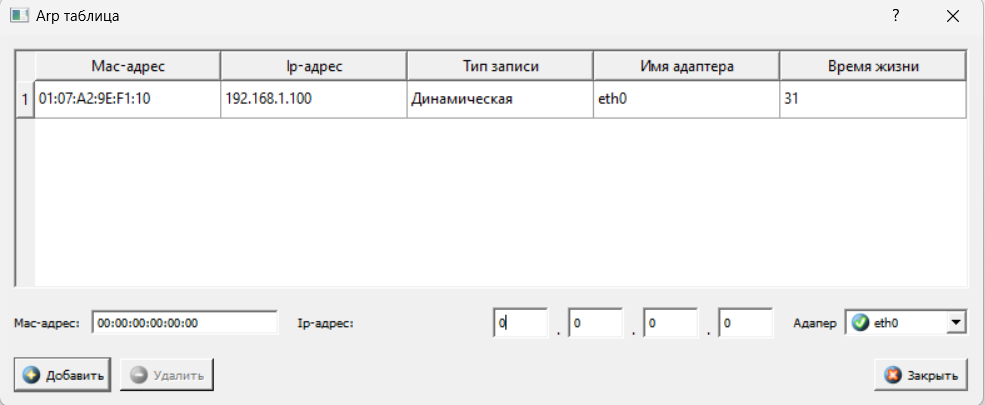 Arp таблица ?
Mac-адрес Ip-адрес Тип записи Имя адаптера Время жизни
1 01:07:A2:9E:F1:10 192.168.1.100 Динамическая eth0 31
Mac-адрес: 00:00:00:00:00:00 Ip-адрес: 0 . 0 . 0 . 0 Адапер eth0
Добавить Удалить Закрыть